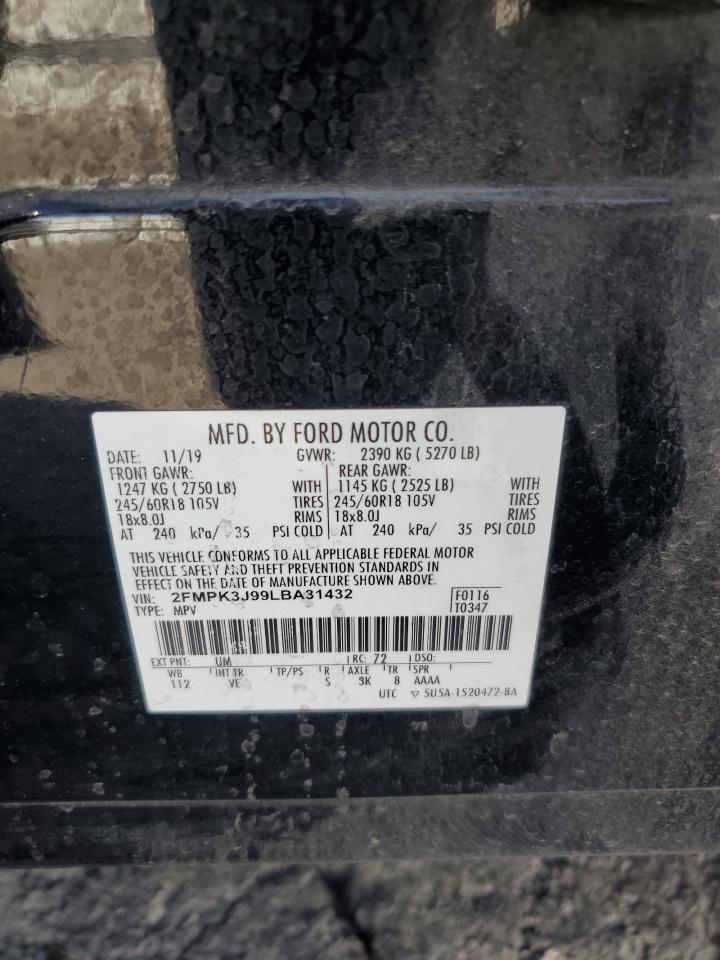 MFD. BY FORD MOTOR CO.
DATE: 11/19 GVWR: 2390 KG ( 5270 LB)
FRONT GAWR: REAR GAWR:
1247 KG ( 2750 LB) WITH 1145 KG ( 2525 LB) WITH
245/60R18 105V TIRES 245/60R18 105V TIRES
18x8.0J RIMS 18x8.0J RIMS
AT 240 kPa/ 35 PSI COLD AT 240 kPa/ 35 PSI COLD
THIS VEHICLE CONFORMS TO ALL APPLICABLE FEDERAL MOTOR
VEHICLE SAFETY AND THEFT PREVENTION STANDARDS IN
EFFECT ON THE DATE OF MANUFACTURE SHOWN ABOVE.
VIN: 2FMPK3J99LBA31432 F0116
TYPE: MPV T0347
EXT PNT: UM RC: 72 DSO:
WB INT TR TP/PS R AXLE TR SPR
112 VE S 3K 8 AAAA
UTC ▽ 5U5A-1520472-BA